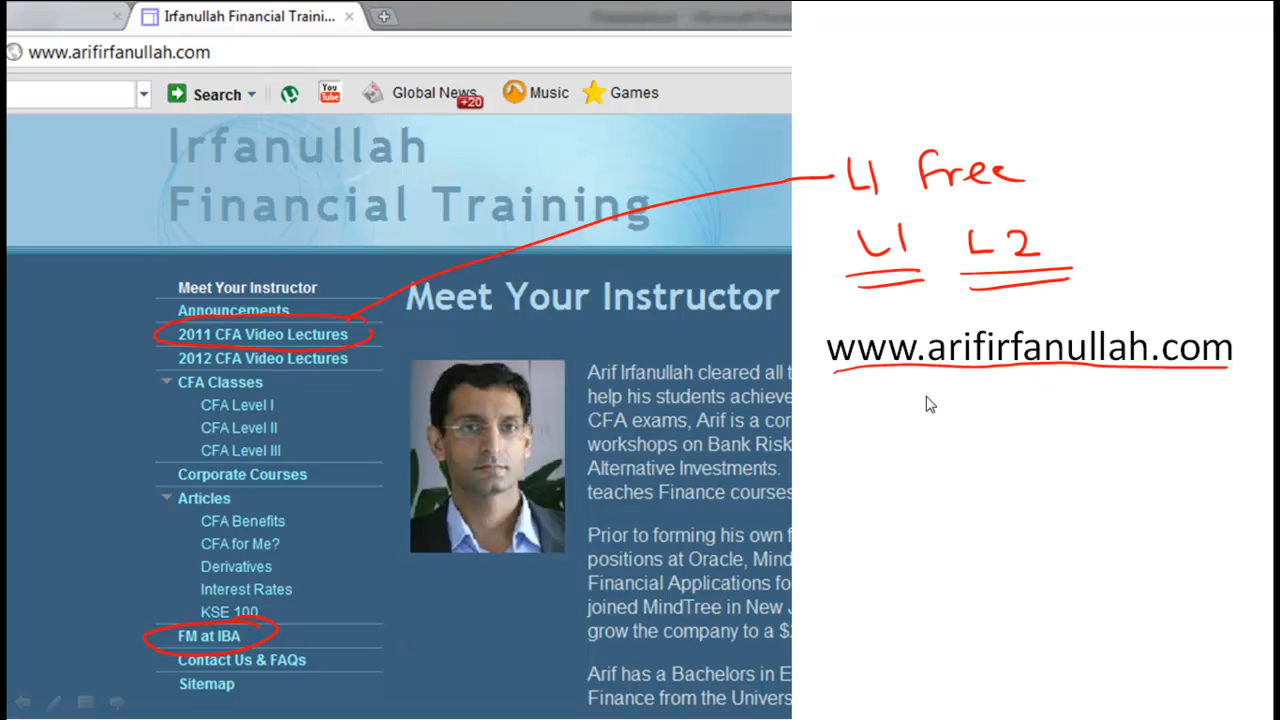 Irfanullah Financial Traini...
www.arifirfanullah.com
Search
You Tube
Global News
+20
Music
Games
Irfanullah
Financial Training
Meet Your Instructor
Announcements
2011 CFA Video Lectures
2012 CFA Video Lectures
CFA Classes
CFA Level I
CFA Level II
CFA Level III
Corporate Courses
Articles
CFA Benefits
CFA for Me?
Derivatives
Interest Rates
KSE 100
FM at IBA
Contact Us & FAQs
Sitemap
Meet Your Instructor
Arif Irfanullah cleared all
help his students achieve
CFA exams, Arif is a
workshops on Bank Risk
Alternative Investments.
teaches Finance courses
Prior to forming his own
positions at Oracle,
Financial Applications
joined MindTree in New
grow the company to a
Arif has a Bachelors in
Finance from the
L1 Free
L1 L2
www.arifirfanullah.com